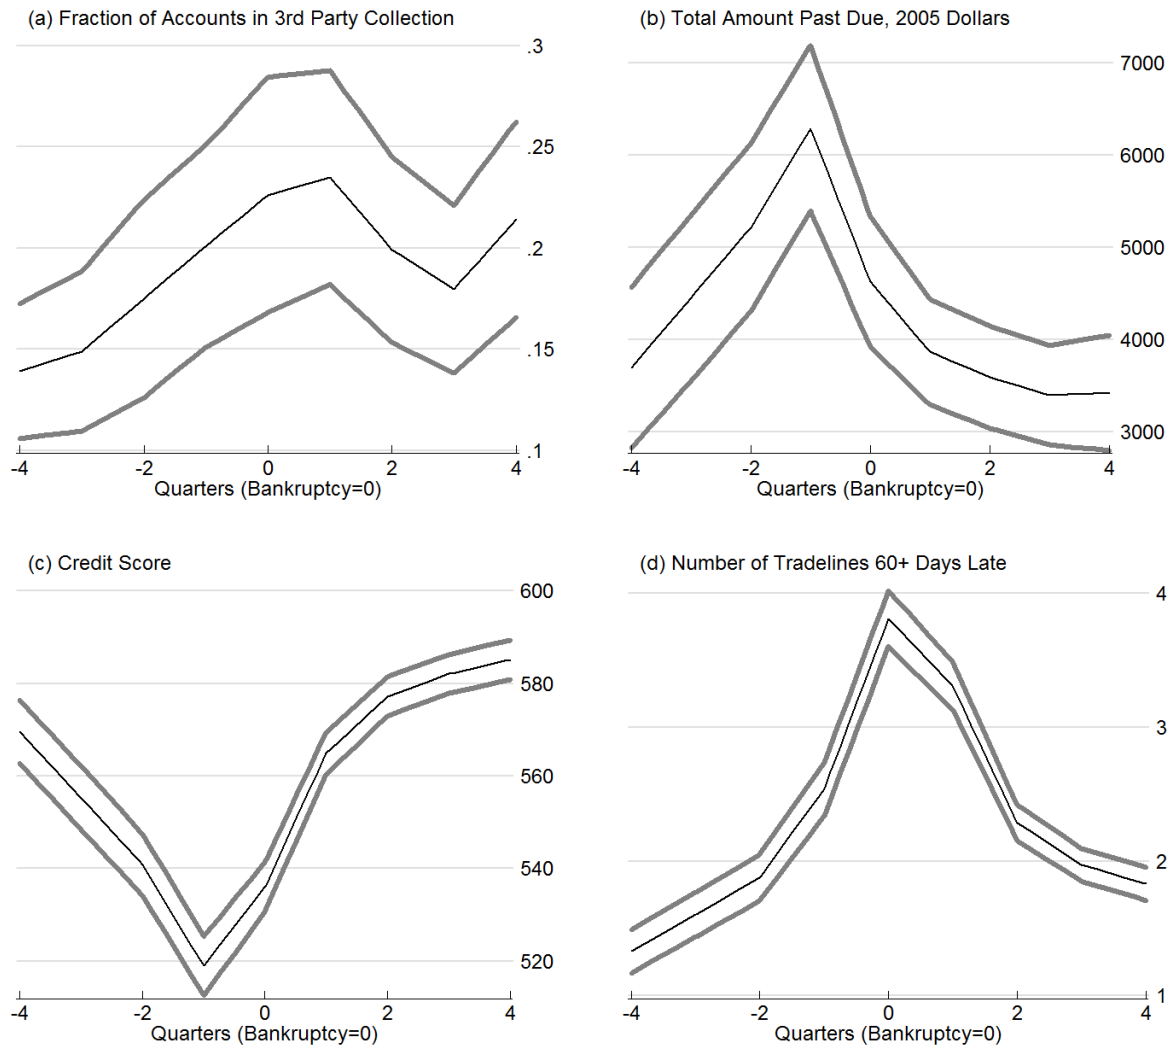 (a) Fraction of Accounts in 3rd Party Collection
.3
.25
.2
.15
.1
-4 -2 0 2 4
Quarters (Bankruptcy=0)
(b) Total Amount Past Due, 2005 Dollars
7000
6000
5000
4000
3000
-4 -2 0 2 4
Quarters (Bankruptcy=0)
(c) Credit Score
600
580
560
540
520
-4 -2 0 2 4
Quarters (Bankruptcy=0)
(d) Number of Tradelines 60+ Days Late
4
3
2
1
-4 -2 0 2 4
Quarters (Bankruptcy=0)